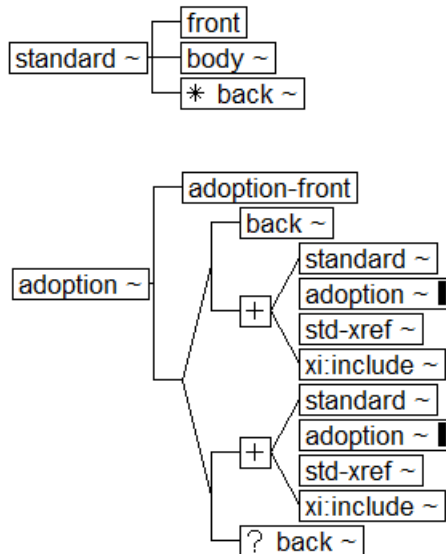 front
standard ~
body ~
* back ~
adoption-front
back ~
standard ~
adoption ~
adoption ~
+
std-xref ~
xi:include ~
standard ~
adoption ~
+
std-xref ~
xi:include ~
? back ~